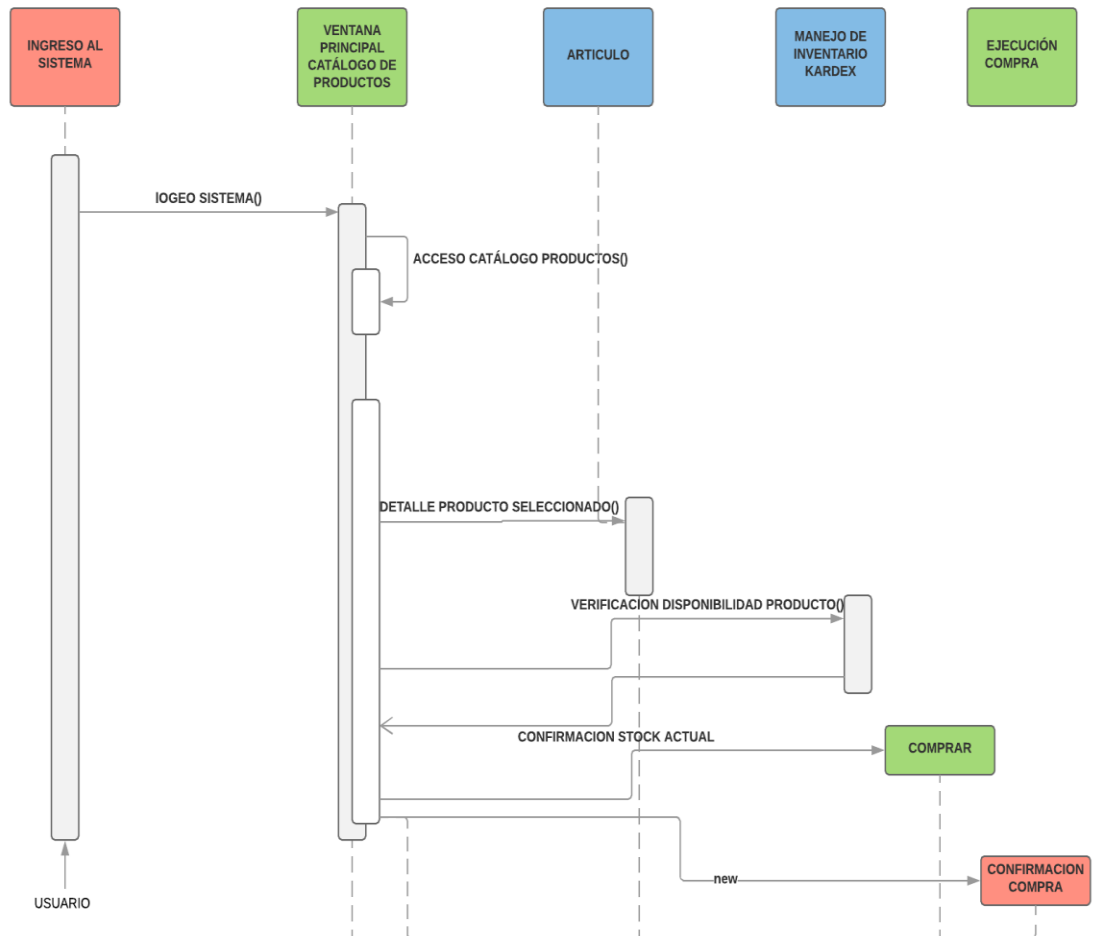 INGRESO AL
SISTEMA
VENTANA
PRINCIPAL
CATÁLOGO DE
PRODUCTOS
ARTICULO
MANEJO DE
INVENTARIO
KARDEX
EJECUCIÓN
COMPRA
lOGEO SISTEMA()
ACCESO CATÁLOGO PRODUCTOS()
DETALLE PRODUCTO SELECCIONADO()
VERIFICACION DISPONIBILIDAD PRODUCTO()
CONFIRMACION STOCK ACTUAL
COMPRAR
new
CONFIRMACION
COMPRA
USUARIO